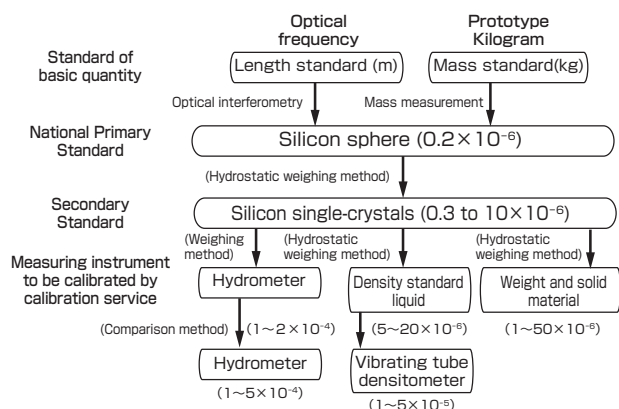 Optical
frequency
Prototype
Kilogram
Standard of
basic quantity
Length standard (m)
Mass standard(kg)
Optical interferometry
Mass measurement
National Primary
Standard
Silicon sphere (0.2×10⁻⁶)
(Hydrostatic weighing method)
Secondary
Standard
Silicon single-crystals (0.3 to 10×10⁻⁶)
(Weighing
method)
(Hydrostatic
weighing method)
(Hydrostatic
weighing method)
Measuring instrument
to be calibrated by
calibration service
Hydrometer
Density standard
liquid
Weight and solid
material
(Comparison method)
(1~2×10⁻⁴)
(5~20×10⁻⁶)
(1~50×10⁻⁶)
Hydrometer
Vibrating tube
densitometer
(1~5×10⁻⁴)
(1~5×10⁻⁵)